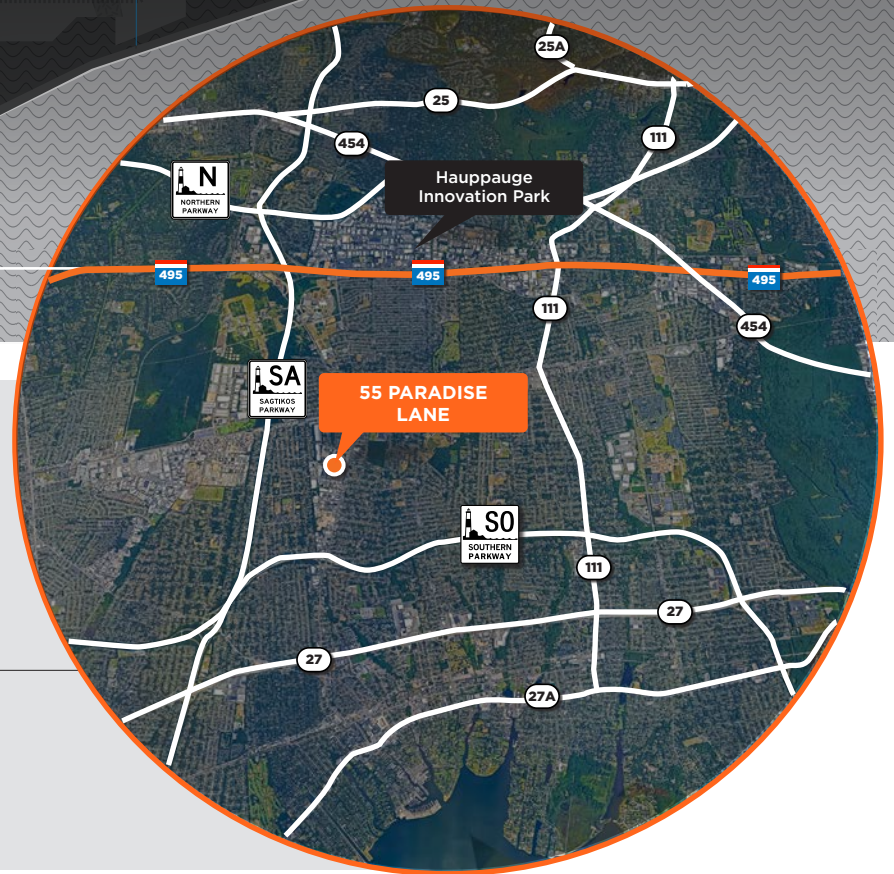 25A
25
454
111
N
NORTHERN
PARKWAY
Hauppauge
Innovation Park
495
495
495
111
454
SA
SAGTIKOS
PARKWAY
55 PARADISE
LANE
SO
SOUTHERN
PARKWAY
111
27
27
27A